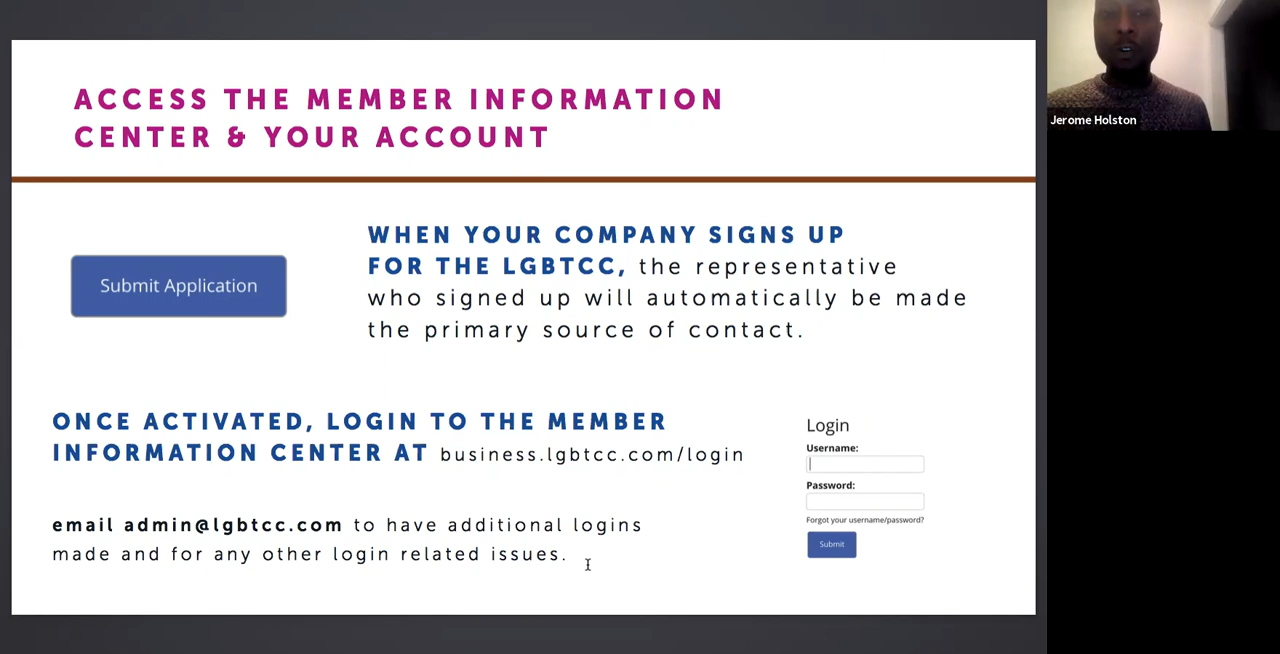 ACCESS THE MEMBER INFORMATION
CENTER & YOUR ACCOUNT
Jerome Holston
Submit Application
WHEN YOUR COMPANY SIGNS UP
FOR THE LGBTCC, the representative
who signed up will automatically be made
the primary source of contact.
ONCE ACTIVATED, LOGIN TO THE MEMBER
INFORMATION CENTER AT business.lgbtcc.com/login
email admin@lgbtcc.com to have additional logins
made and for any other login related issues.
Login
Username:
Password:
Forgot your username/password?
Submit